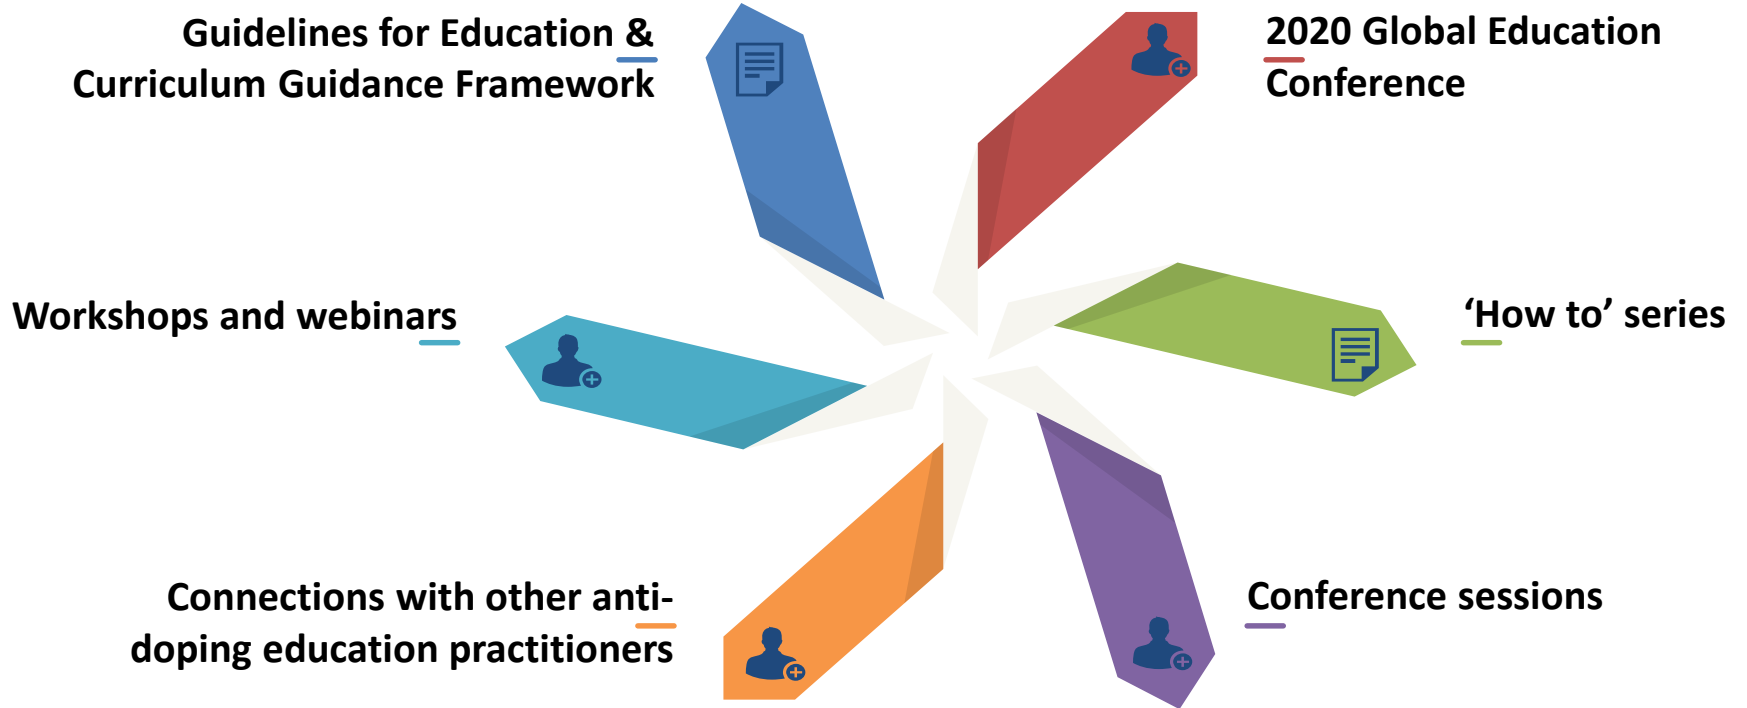 Guidelines for Education &
Curriculum Guidance Framework
2020 Global Education
Conference
Workshops and webinars
‘How to’ series
Connections with other anti-
doping education practitioners
Conference sessions